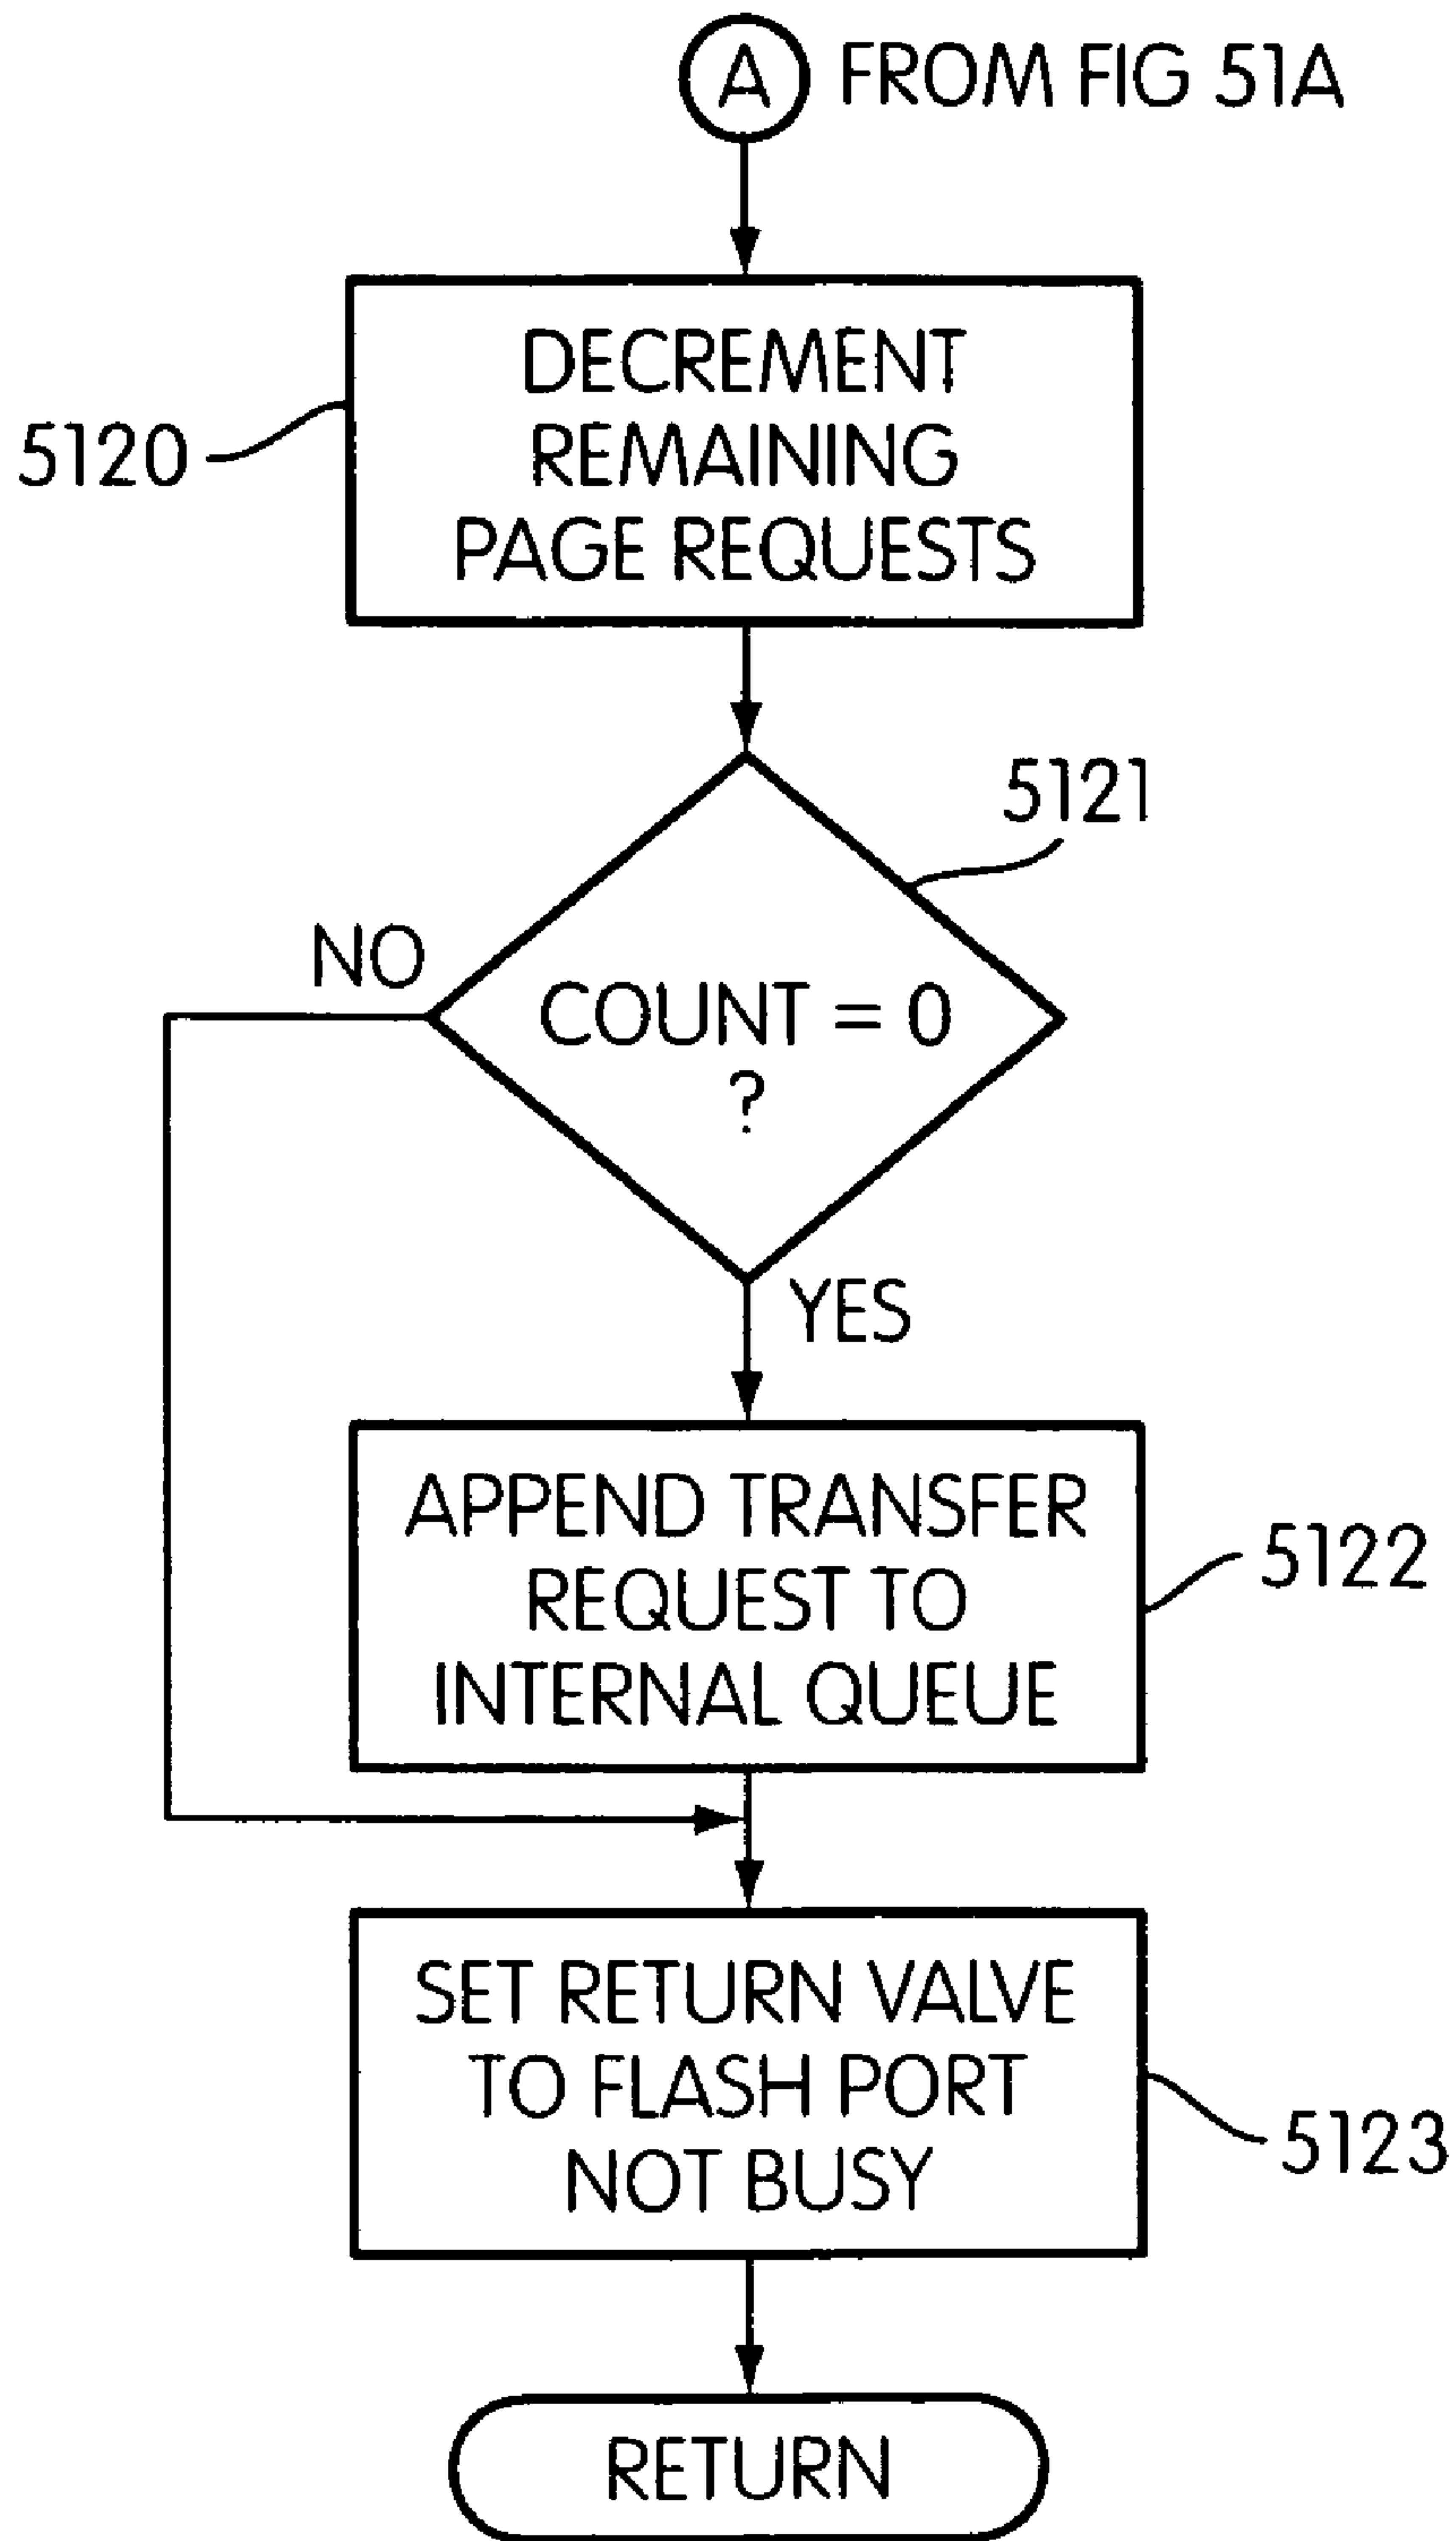 A FROM FIG 51A
DECREMENT
REMAINING
PAGE REQUESTS
5120
5121
NO
COUNT = 0
?
YES
APPEND TRANSFER
REQUEST TO
INTERNAL QUEUE
5122
SET RETURN VALVE
TO FLASH PORT
NOT BUSY
5123
RETURN